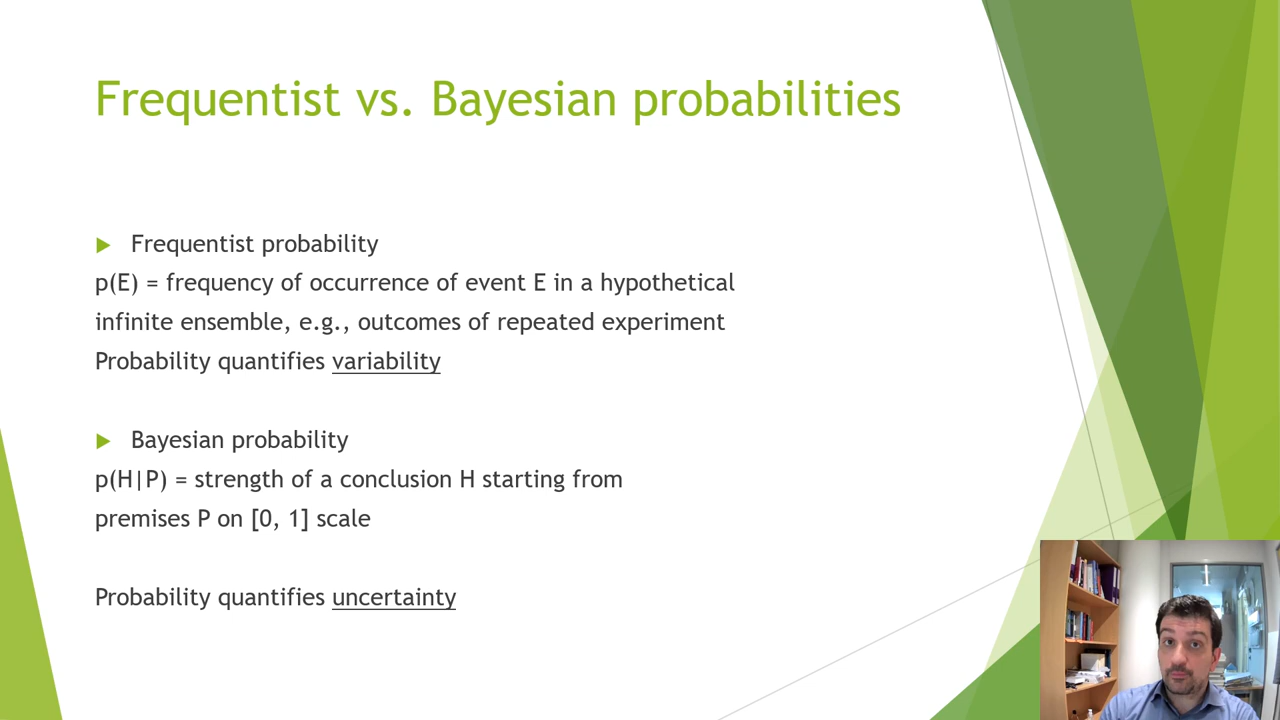 Frequentist vs. Bayesian probabilities
Frequentist probability
p(E) = frequency of occurrence of event E in a hypothetical
infinite ensemble, e.g., outcomes of repeated experiment
Probability quantifies variability
Bayesian probability
p(H|P) = strength of a conclusion H starting from
premises P on [0, 1] scale
Probability quantifies uncertainty